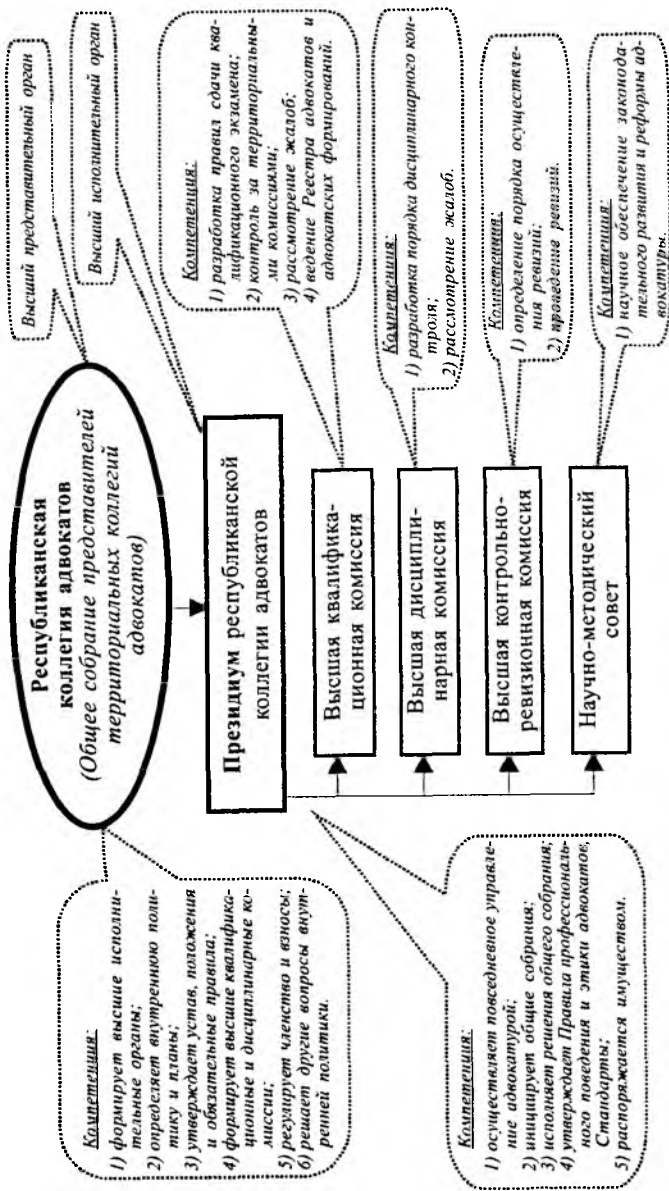 Высший представительный орган
Высший исполнительный орган
Республиканская
коллегия адвокатов
(Общее собрание представителей
территориальных коллегий
адвокатов)
Компетенция:
1) формирует высшие исполни-
тельные органы;
2) определяет внутреннюю поли-
тику и планы;
3) утверждает устав, положения
и обязательные правила;
4) формирует высшие квалифика-
ционные и дисциплинарные ко-
миссии;
5) регулирует членство и взносы;
6) решает другие вопросы внут-
ренней политики.
Президиум республиканской
коллегии адвокатов
Компетенция:
1) осуществляет повседневное управле-
ние адвокатурой;
2) инициирует общие собрания;
3) исполняет решения общего собрания;
4) утверждает Правила профессиональ-
ного поведения и этики адвокатов,
Стандарты;
5) распоряжается имуществом.
Высшая квалифика-
ционная комиссия
Компетенция:
1) разработка правил сдачи ква-
лификационного экзамена;
2) контроль за территориальны-
ми комиссиями;
3) рассмотрение жалоб;
4) ведение Реестра адвокатов и
адвокатских формирований.
Высшая дисципли-
нарная комиссия
Компетенция:
1) разработка порядка дисциплинарного кон-
троля;
2) рассмотрение жалоб.
Высшая контрольно-
ревизионная комиссия
Компетенция:
1) определение порядка осуществле-
ния ревизий;
2) проведение ревизий.
Научно-методический
совет
Компетенция:
1) научное обеспечение законода-
тельного развития и реформы ад-
вокатуры.